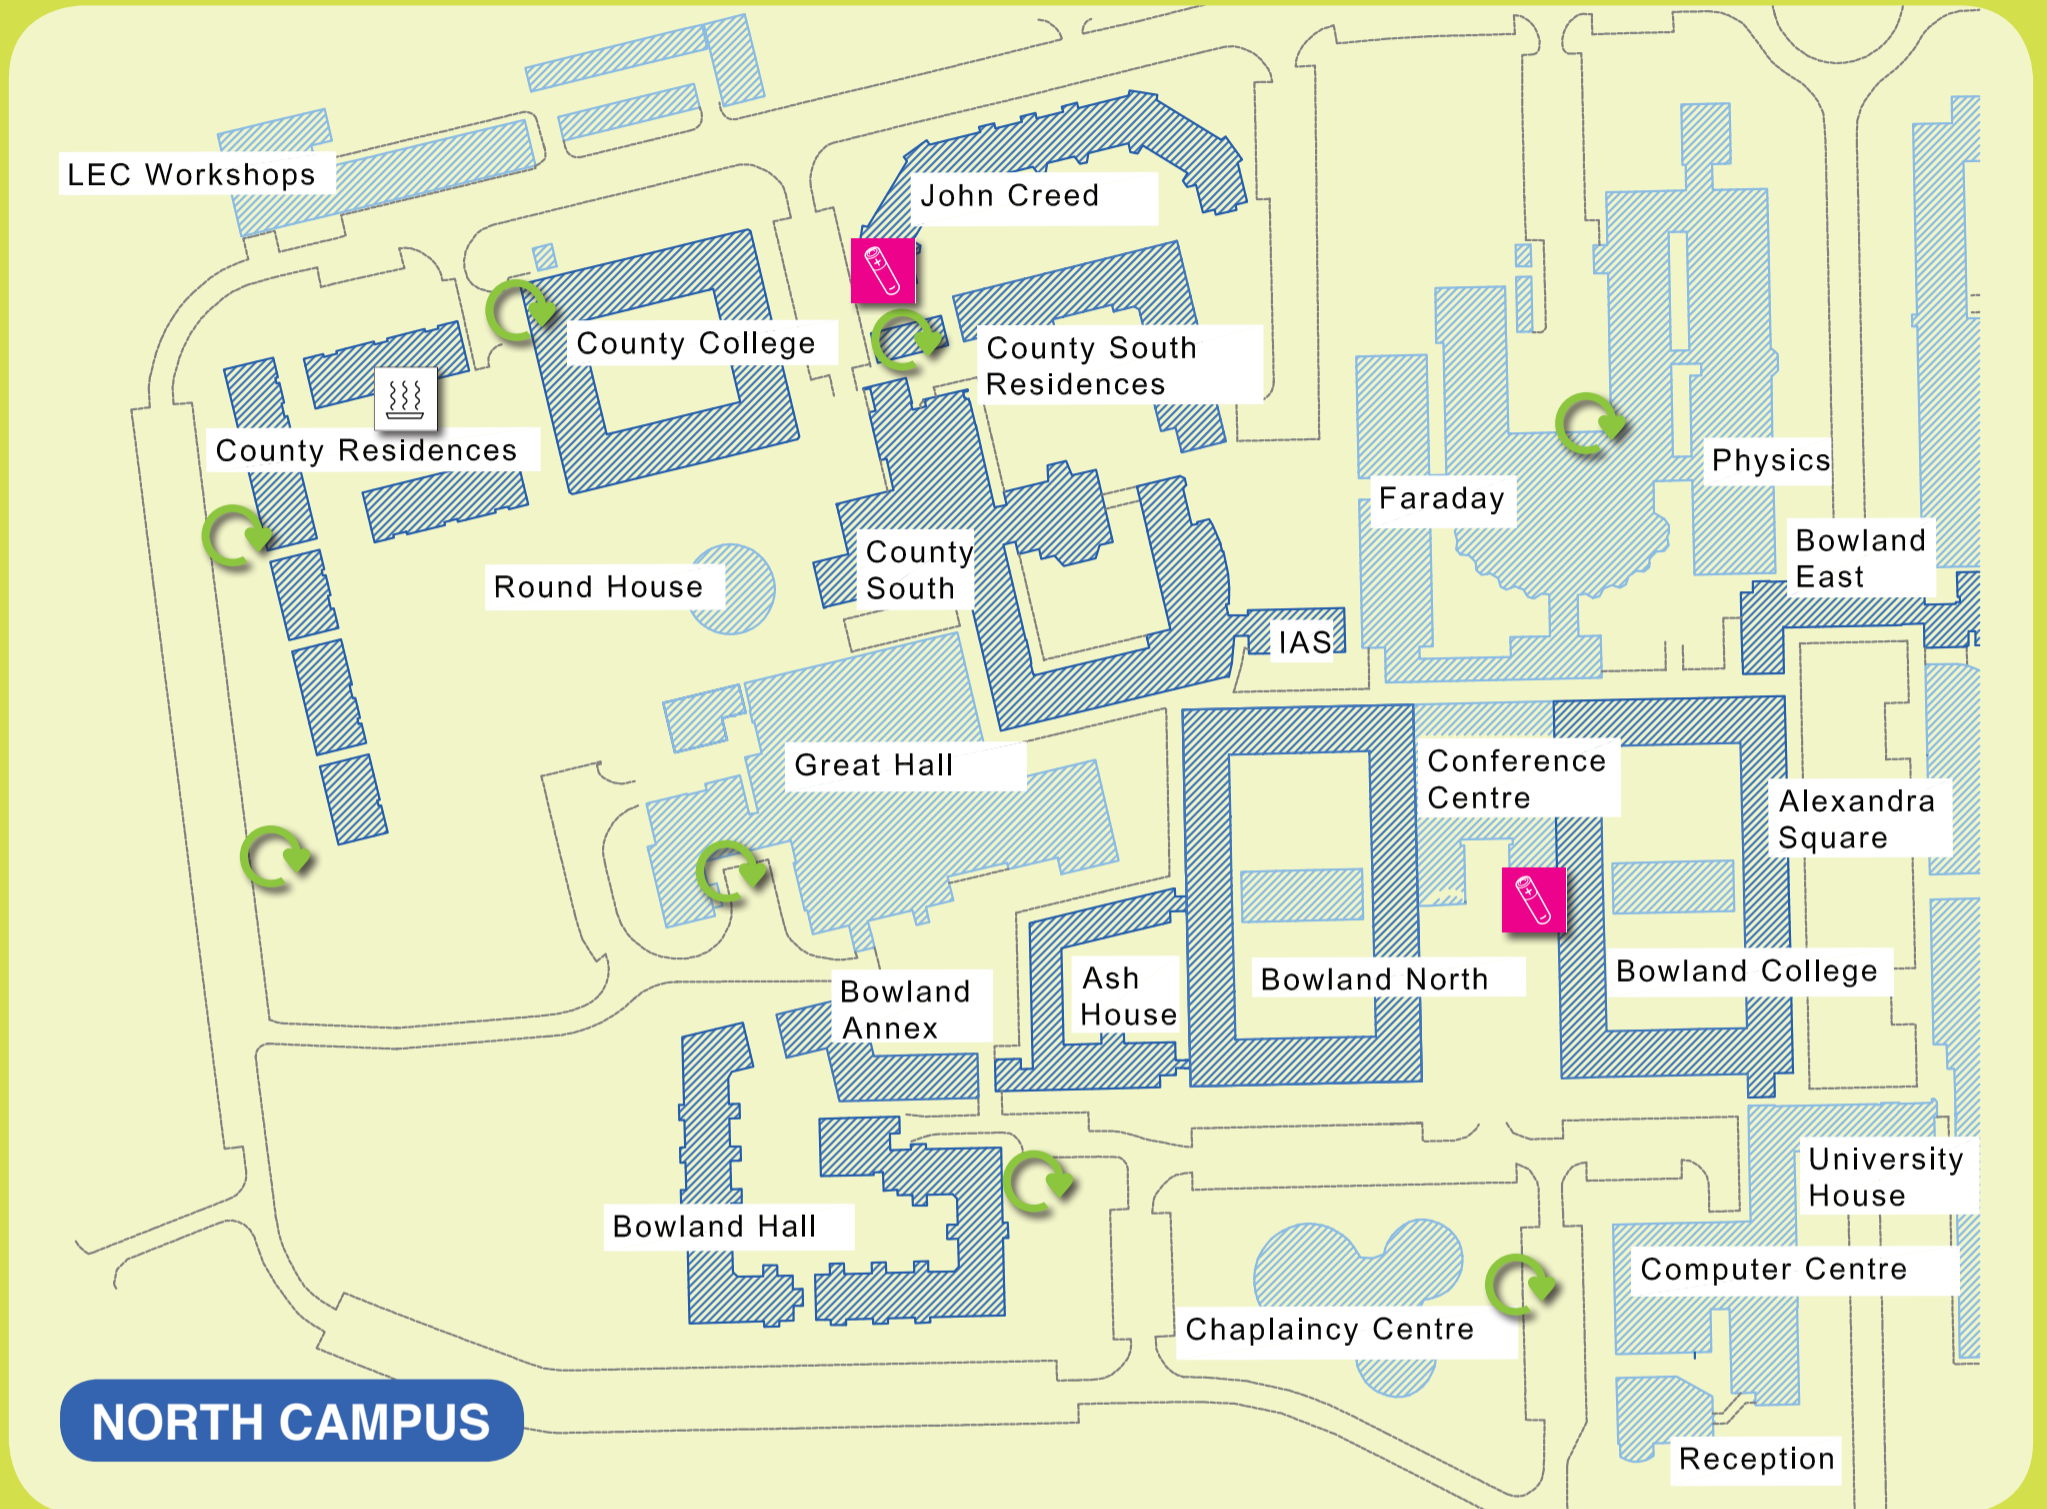 LEC Workshops
John Creed
County College
County South
Residences
County Residences
Physics
Faraday
Bowland
East
County
South
Round House
IAS
Great Hall
Conference
Centre
Alexandra
Square
Bowland
Annex
Ash
House
Bowland North
Bowland College
University
House
Bowland Hall
Computer Centre
Chaplaincy Centre
NORTH CAMPUS
Reception